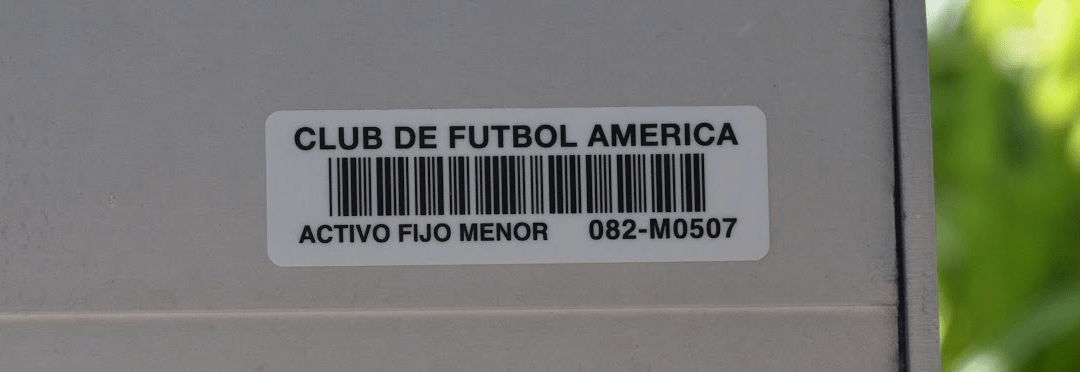 CLUB DE FUTBOL AMERICA
ACTIVO FIJO MENOR 082-M0507